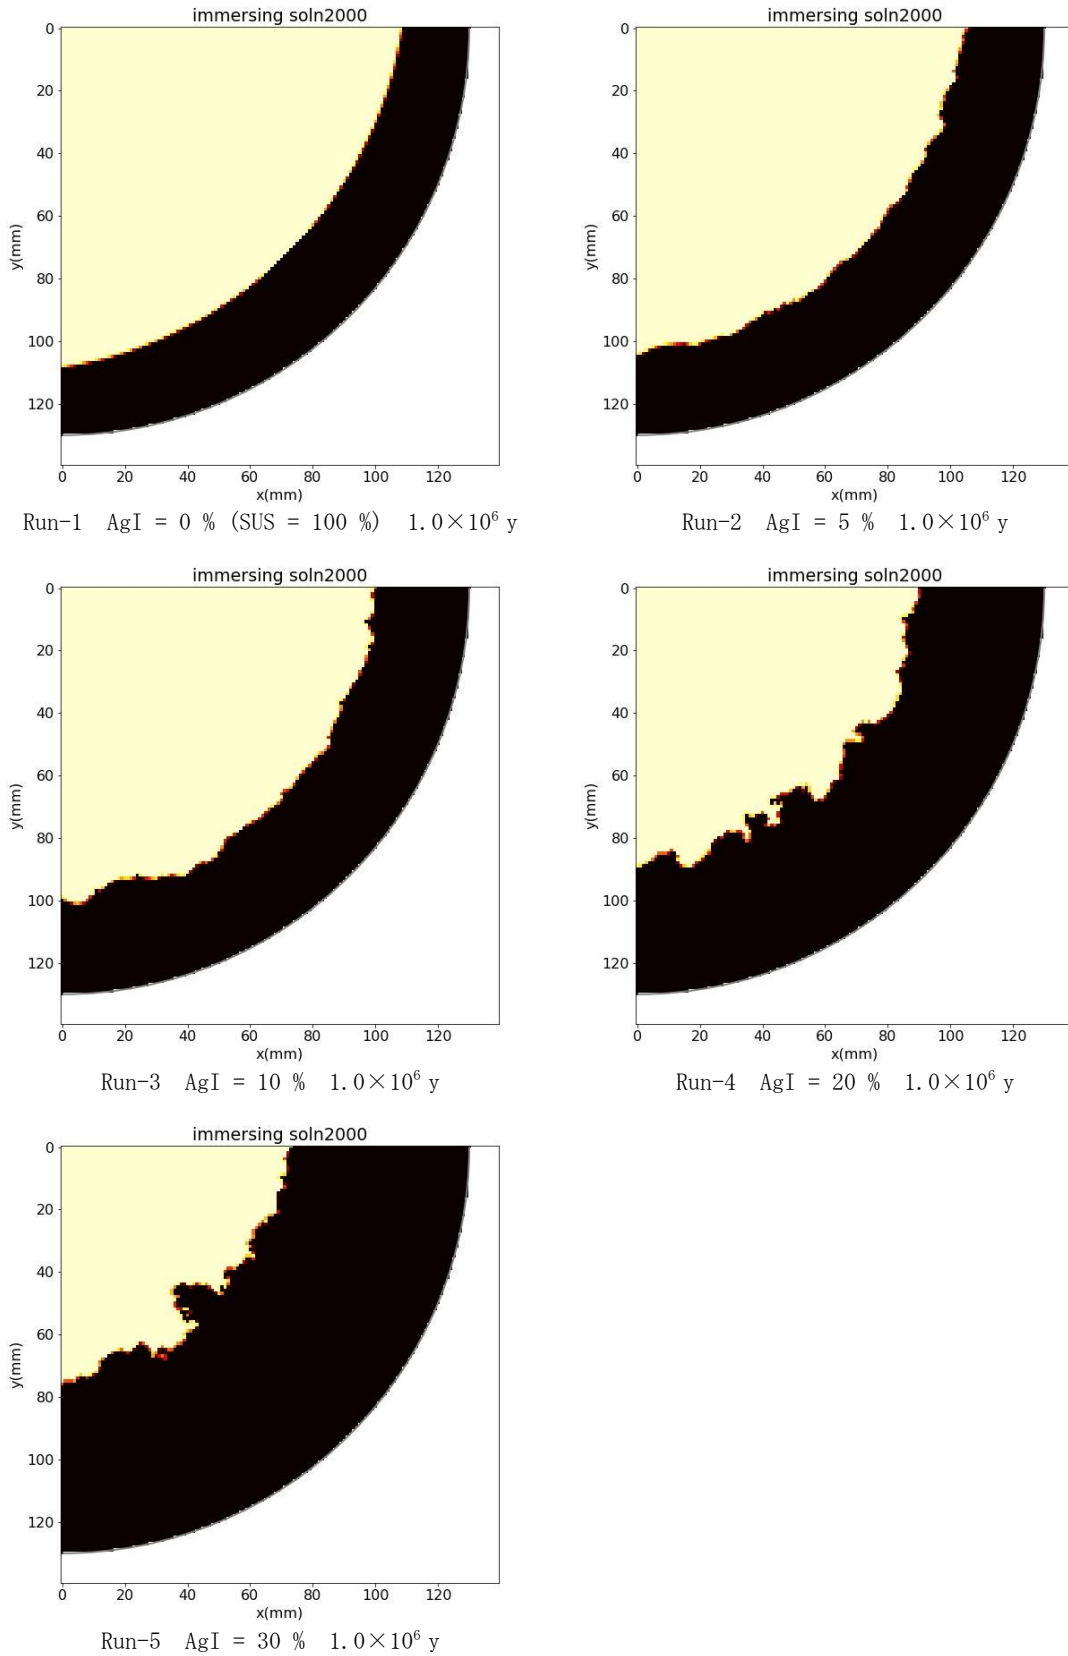 immersing soln2000
0
20
40
60
80
100
120
y(mm)
0 20 40 60 80 100 120
x(mm)
Run-1 AgI = 0 % (SUS = 100 %) 1.0×10⁶ y
immersing soln2000
0
20
40
60
80
100
120
y(mm)
0 20 40 60 80 100 120
x(mm)
Run-2 AgI = 5 % 1.0×10⁶ y
immersing soln2000
0
20
40
60
80
100
120
y(mm)
0 20 40 60 80 100 120
x(mm)
Run-3 AgI = 10 % 1.0×10⁶ y
immersing soln2000
0
20
40
60
80
100
120
y(mm)
0 20 40 60 80 100 120
x(mm)
Run-4 AgI = 20 % 1.0×10⁶ y
immersing soln2000
0
20
40
60
80
100
120
y(mm)
0 20 40 60 80 100 120
x(mm)
Run-5 AgI = 30 % 1.0×10⁶ y